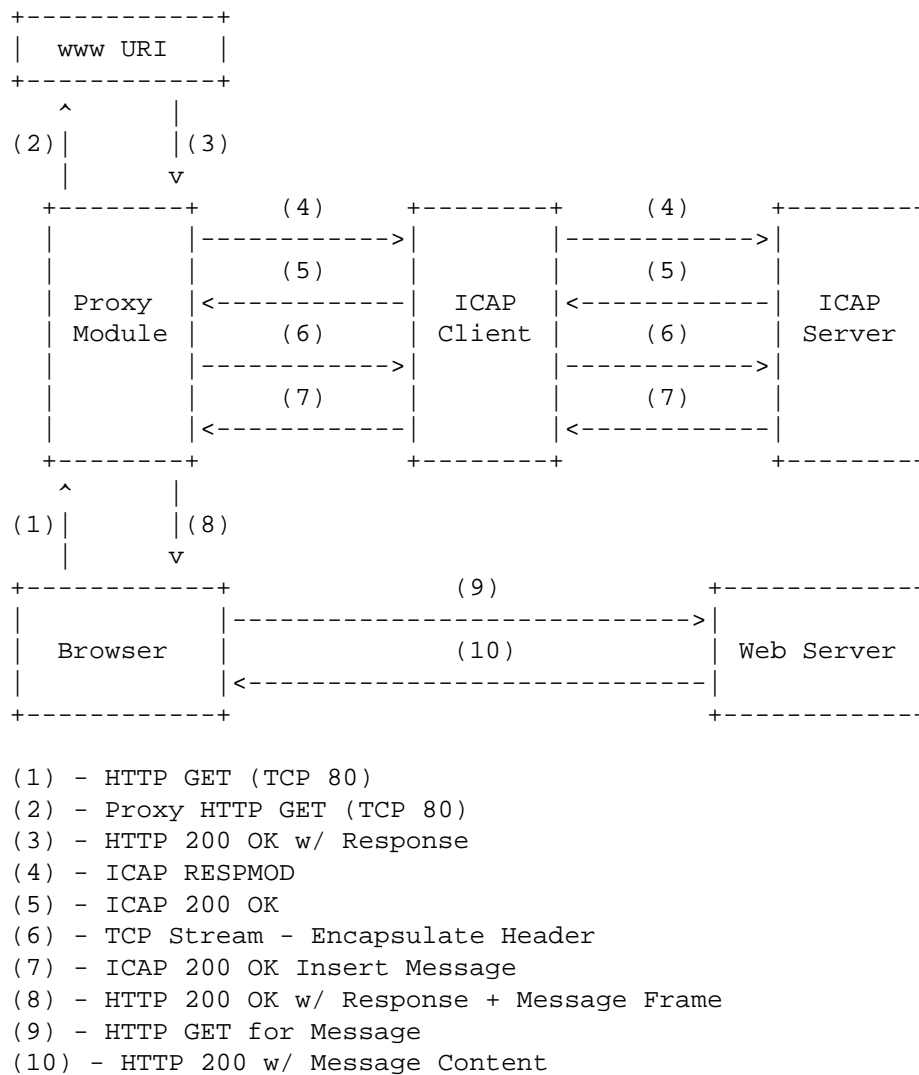 +------------+
|  www URI   |
+------------+
   ^      |
(2)|      |(3)
   |      v
  +--------+     (4)     +--------+     (4)     +--------+
  |        |------------>|        |------------>|        |
  |        |     (5)     |        |     (5)     |        |
  | Proxy  |<------------|  ICAP  |<------------|  ICAP  |
  | Module |     (6)     | Client |     (6)     | Server |
  |        |------------>|        |------------>|        |
  |        |     (7)     |        |     (7)     |        |
  |        |<------------|        |<------------|        |
  +--------+             +--------+             +--------+
   ^      |
(1)|      |(8)
   |      v
+------------+              (9)              +------------
|            |------------------------------>|
|  Browser   |              (10)             | Web Server
|            |<------------------------------|
+------------+                               +------------
(1) - HTTP GET (TCP 80)
(2) - Proxy HTTP GET (TCP 80)
(3) - HTTP 200 OK w/ Response
(4) - ICAP RESPMOD
(5) - ICAP 200 OK
(6) - TCP Stream - Encapsulate Header
(7) - ICAP 200 OK Insert Message
(8) - HTTP 200 OK w/ Response + Message Frame
(9) - HTTP GET for Message
(10) - HTTP 200 w/ Message Content